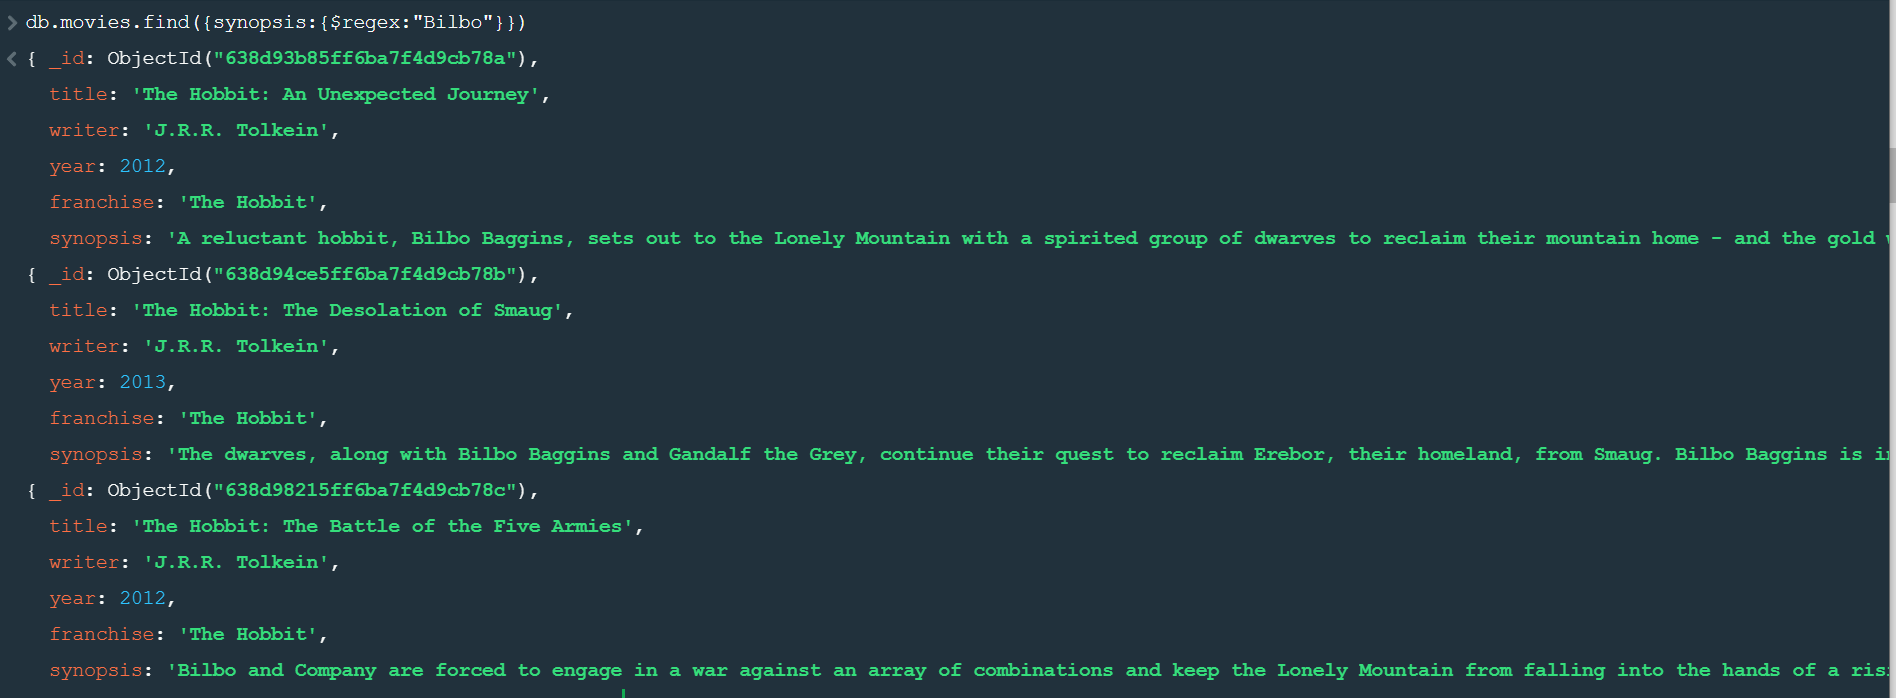 db.movies.find({synopsis:{$regex:"Bilbo"}})
{ _id: ObjectId("638d93b85ff6ba7f4d9cb78a"),
title: 'The Hobbit: An Unexpected Journey',
writer: 'J.R.R. Tolkein',
year: 2012,
franchise: 'The Hobbit',
synopsis: 'A reluctant hobbit, Bilbo Baggins, sets out to the Lonely Mountain with a spirited group of dwarves to reclaim their mountain home - and the gold
{ _id: ObjectId("638d94ce5ff6ba7f4d9cb78b"),
title: 'The Hobbit: The Desolation of Smaug',
writer: 'J.R.R. Tolkein',
year: 2013,
franchise: 'The Hobbit',
synopsis: 'The dwarves, along with Bilbo Baggins and Gandalf the Grey, continue their quest to reclaim Erebor, their homeland, from Smaug. Bilbo Baggins is
{ _id: ObjectId("638d98215ff6ba7f4d9cb78c"),
title: 'The Hobbit: The Battle of the Five Armies',
writer: 'J.R.R. Tolkein',
year: 2012,
franchise: 'The Hobbit',
synopsis: 'Bilbo and Company are forced to engage in a war against an array of combinations and keep the Lonely Mountain from falling into the hands of a